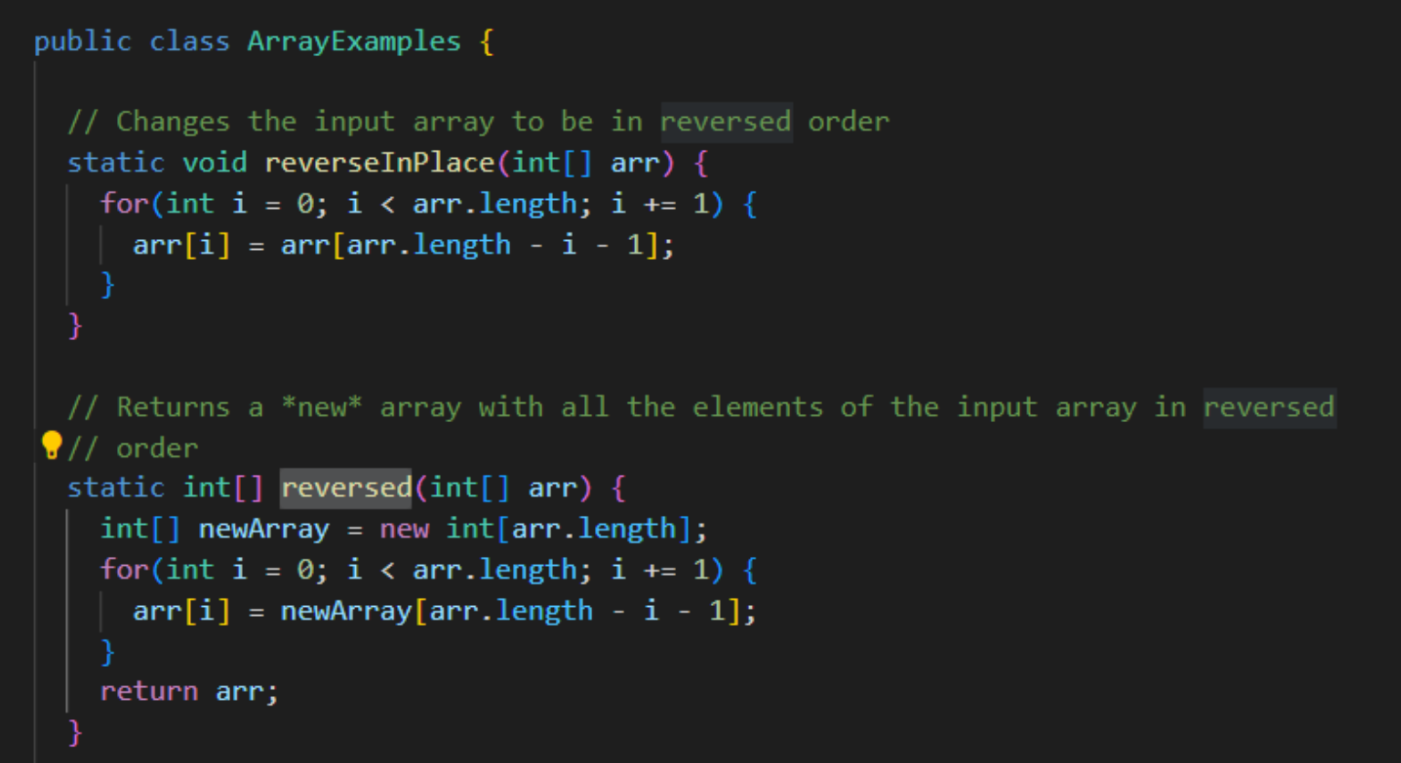 public class ArrayExamples {
// Changes the input array to be in reversed order
static void reverseInPlace(int[] arr) {
for(int i = 0; i < arr.length; i += 1) {
arr[i] = arr[arr.length - i - 1];
}
}
// Returns a *new* array with all the elements of the input array in reversed
// order
static int[] reversed(int[] arr) {
int[] newArray = new int[arr.length];
for(int i = 0; i < arr.length; i += 1) {
arr[i] = newArray[arr.length - i - 1];
}
return arr;
}